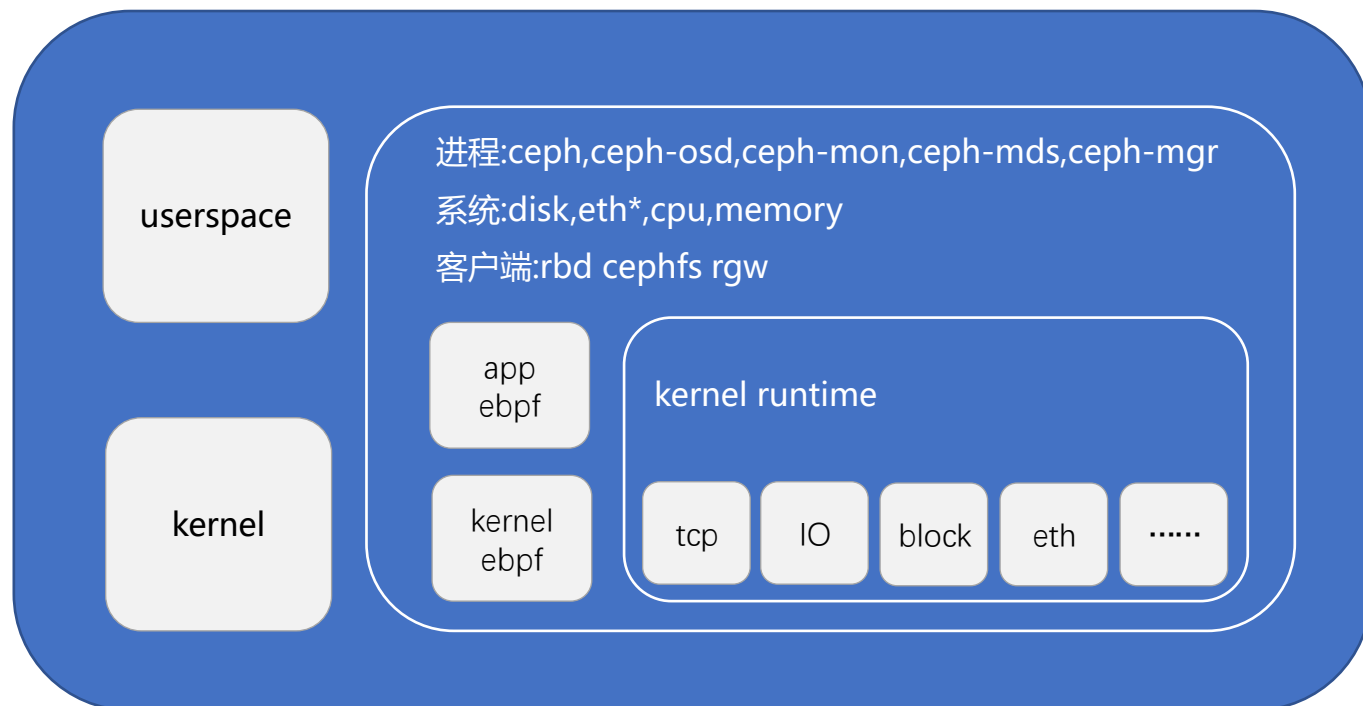 userspace
进程:ceph,ceph-osd,ceph-mon,ceph-mds,ceph-mgr
系统:disk,eth*,cpu,memory
客户端:rbd cephfs rgw
app
ebpf
kernel runtime
kernel
kernel
ebpf
tcp
IO
block
eth
……